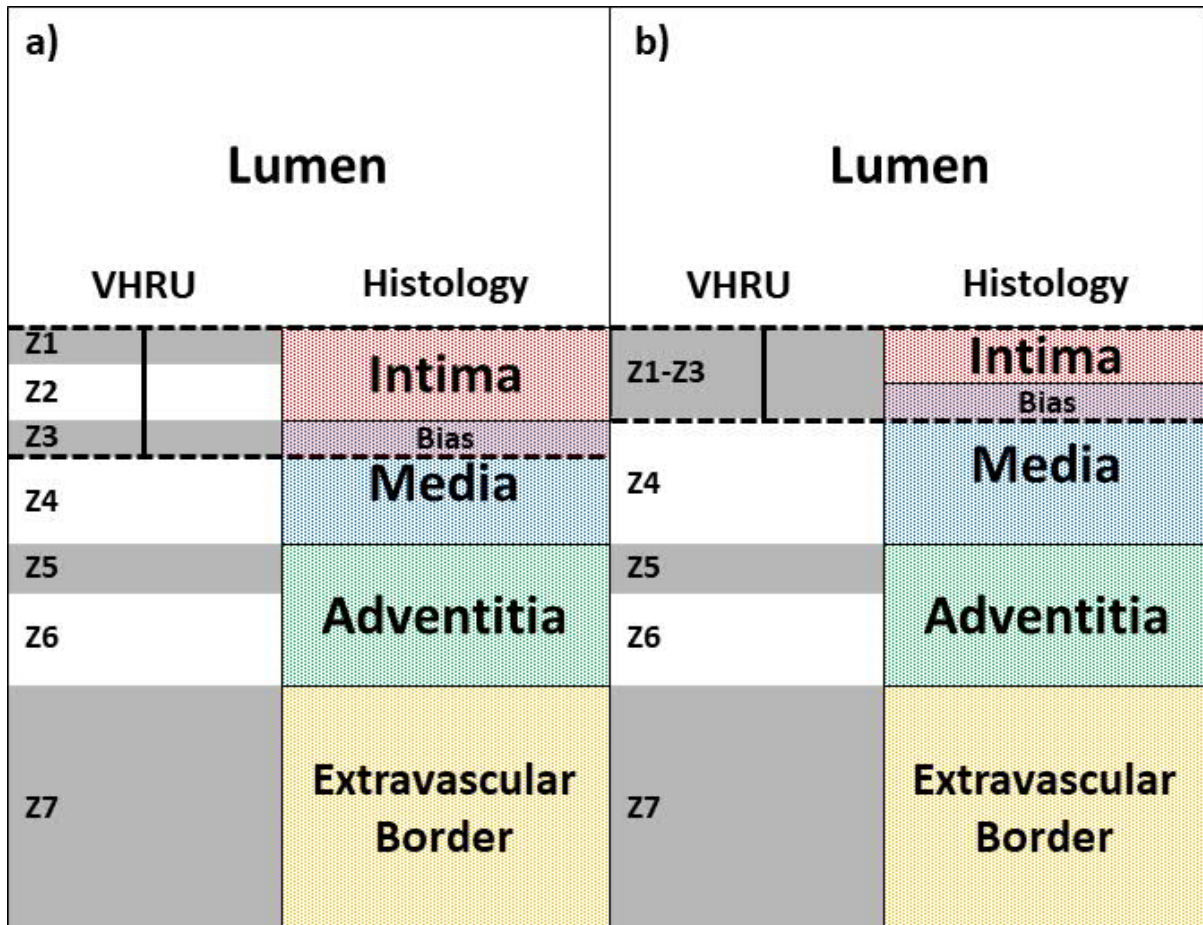 a)
Lumen
VHRU
Histology
Z1
Z2
Z3
Z4
Z5
Z6
Z7
Intima
Bias
Media
Adventitia
Extravascular
Border
b)
Lumen
VHRU
Histology
Z1-Z3
Z4
Z5
Z6
Z7
Intima
Bias
Media
Adventitia
Extravascular
Border